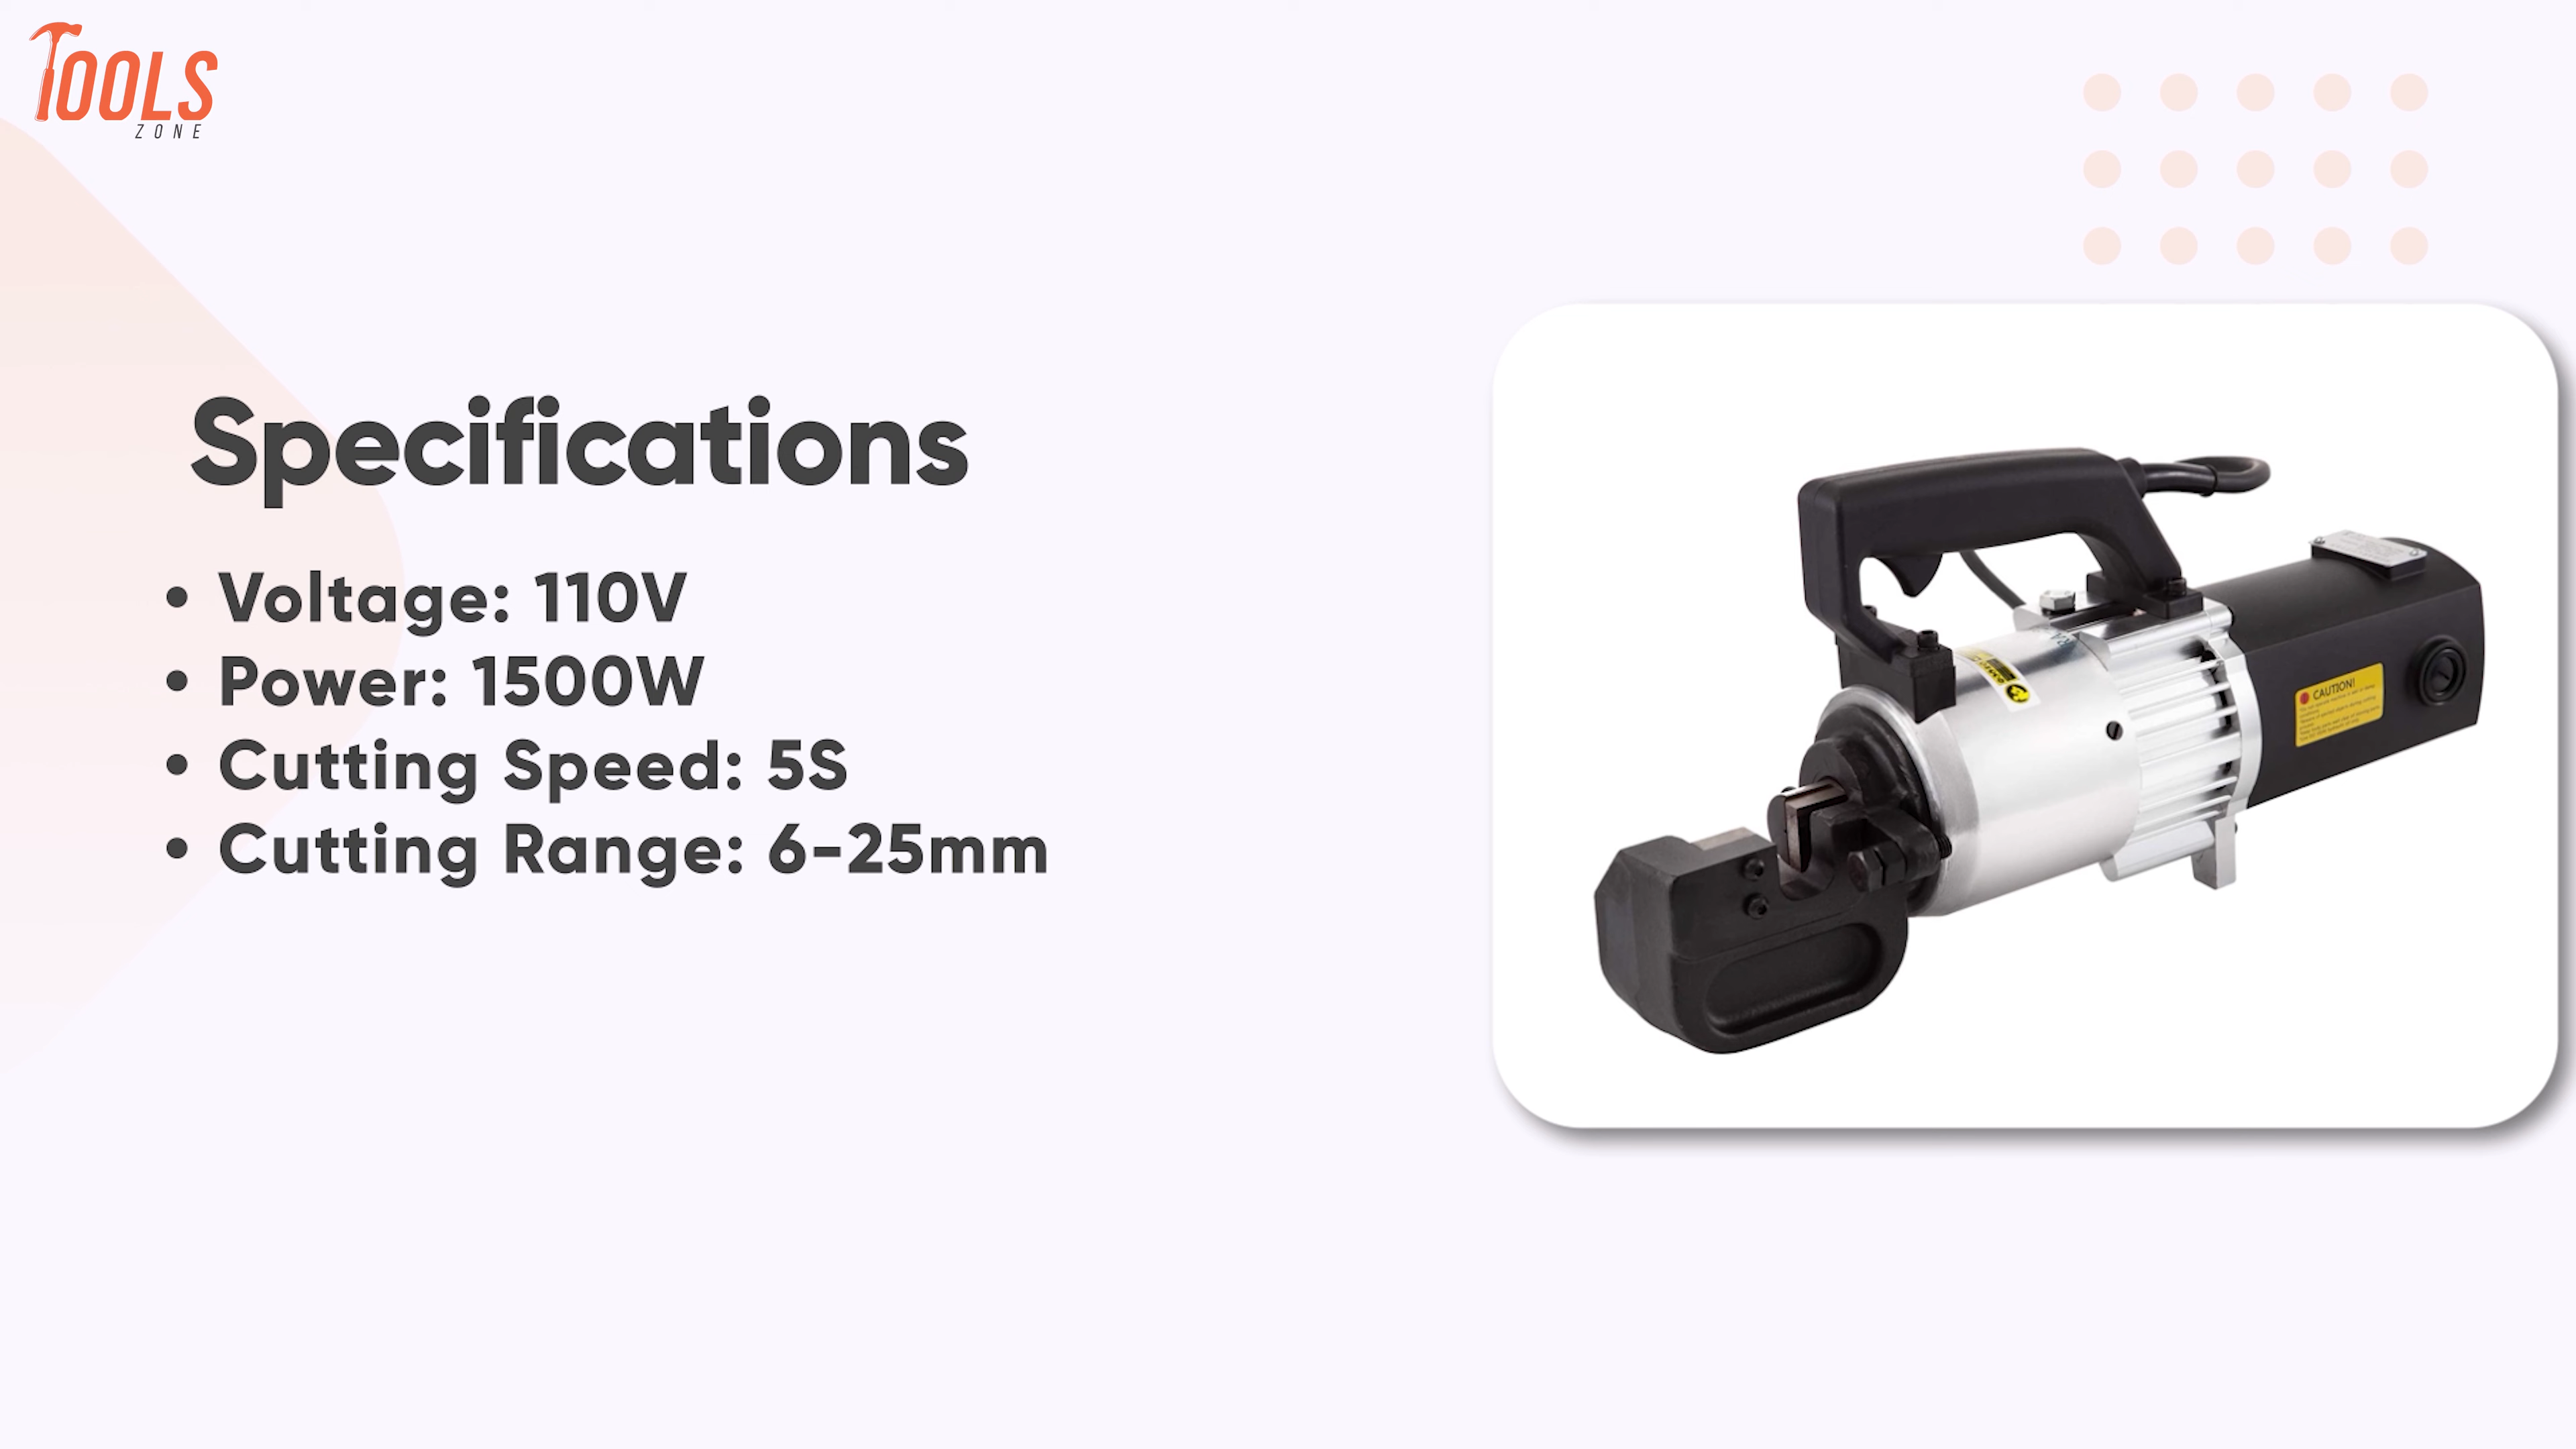 TOOLS
ZONE
Specifications
• Voltage: 110V
• Power: 1500W
• Cutting Speed: 5S
• Cutting Range: 6-25mm
CAUTION!